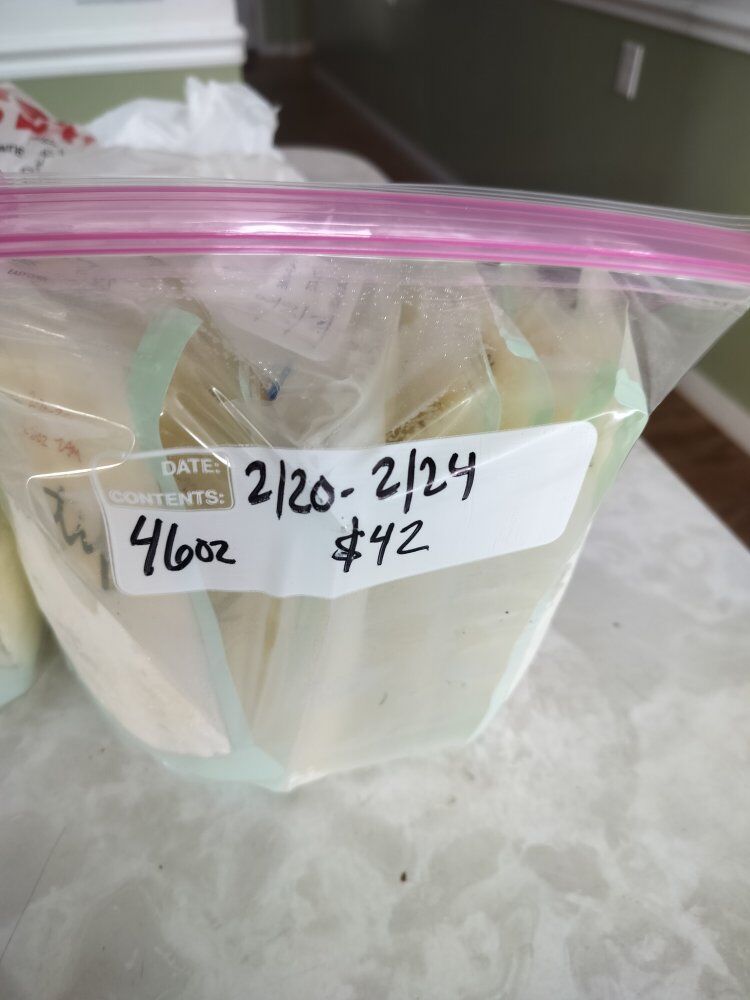 DATE:
CONTENTS:
2/20 - 2/24
46oz $42